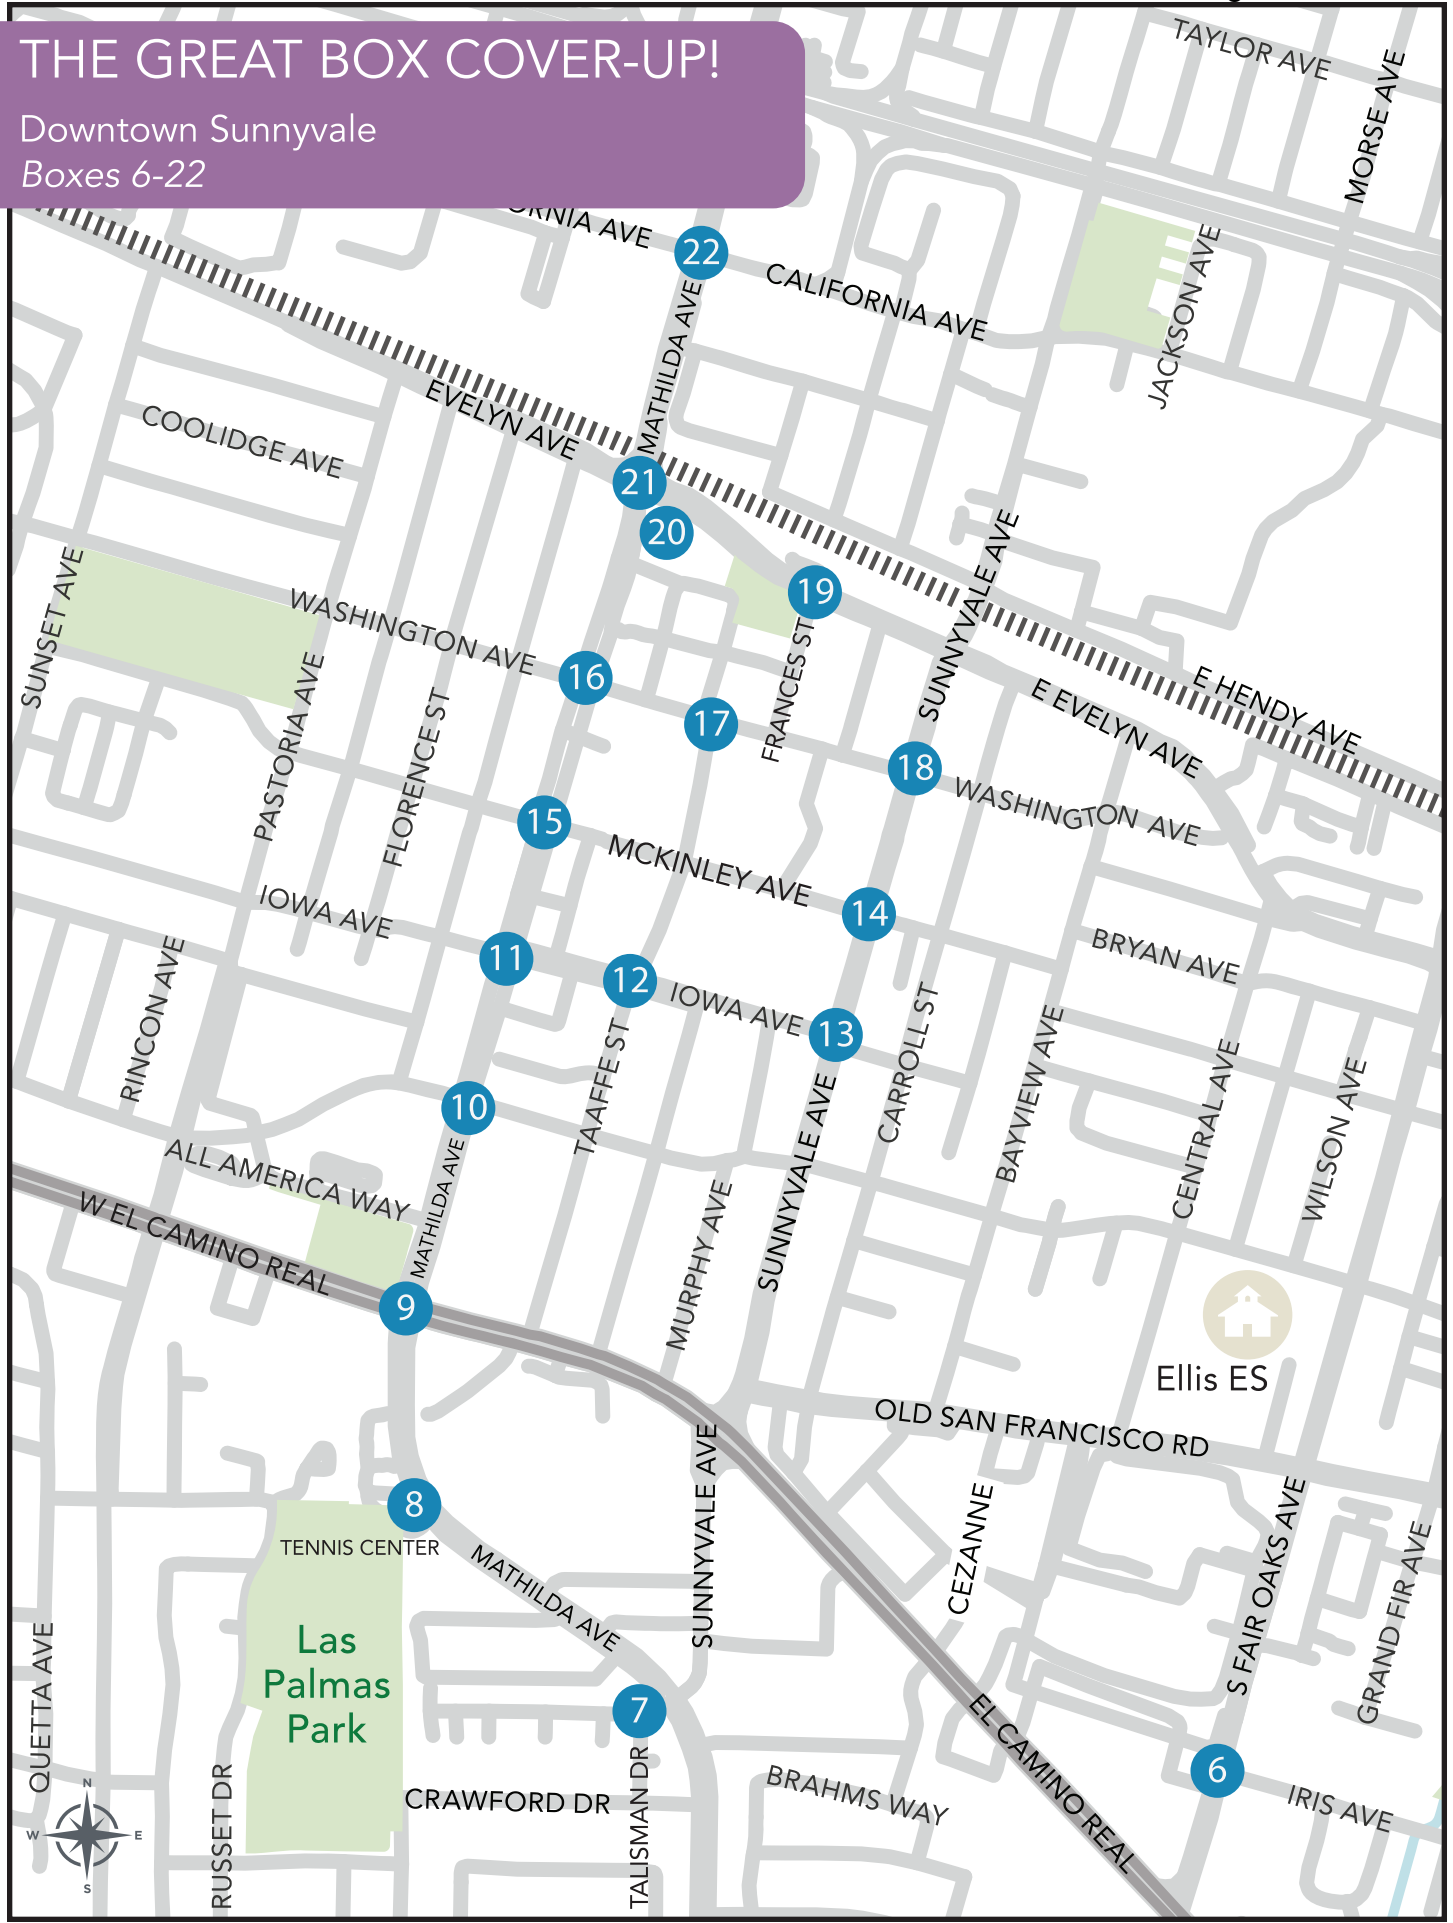 THE GREAT BOX COVER-UP!
Downtown Sunnyvale
Boxes 6-22
TAYLOR AVE
MORSE AVE
ORNIA AVE
22
CALIFORNIA AVE
JACKSON AVE
MATHILDA AVE
EVELYN AVE
COOLIDGE AVE
21
20
19
SUNNYVALE AVE
SUNSET AVE
WASHINGTON AVE
16
FRANCES ST
PASTORIA AVE
FLORENCE ST
17
18
E HENDY AVE
E EVELYN AVE
WASHINGTON AVE
15
MCKINLEY AVE
14
IOWA AVE
BRYAN AVE
RINCON AVE
11
12
IOWA AVE
13
CARROLL ST
TAAFFE ST
BAYVIEW AVE
CENTRAL AVE
WILSON AVE
10
ALL AMERICA WAY
MATHILDA AVE
SUNNYVALE AVE
MURPHY AVE
W EL CAMINO REAL
9
Ellis ES
OLD SAN FRANCISCO RD
SUNNYVALE AVE
CEZANNE
S FAIR OAKS AVE
GRAND FIR AVE
8
TENNIS CENTER
MATHILDA AVE
Las
Palmas
Park
QUETTA AVE
7
EL CAMINO REAL
6
IRIS AVE
RUSSET DR
CRAWFORD DR
TALISMAN DR
BRAHMS WAY
N
W E
S